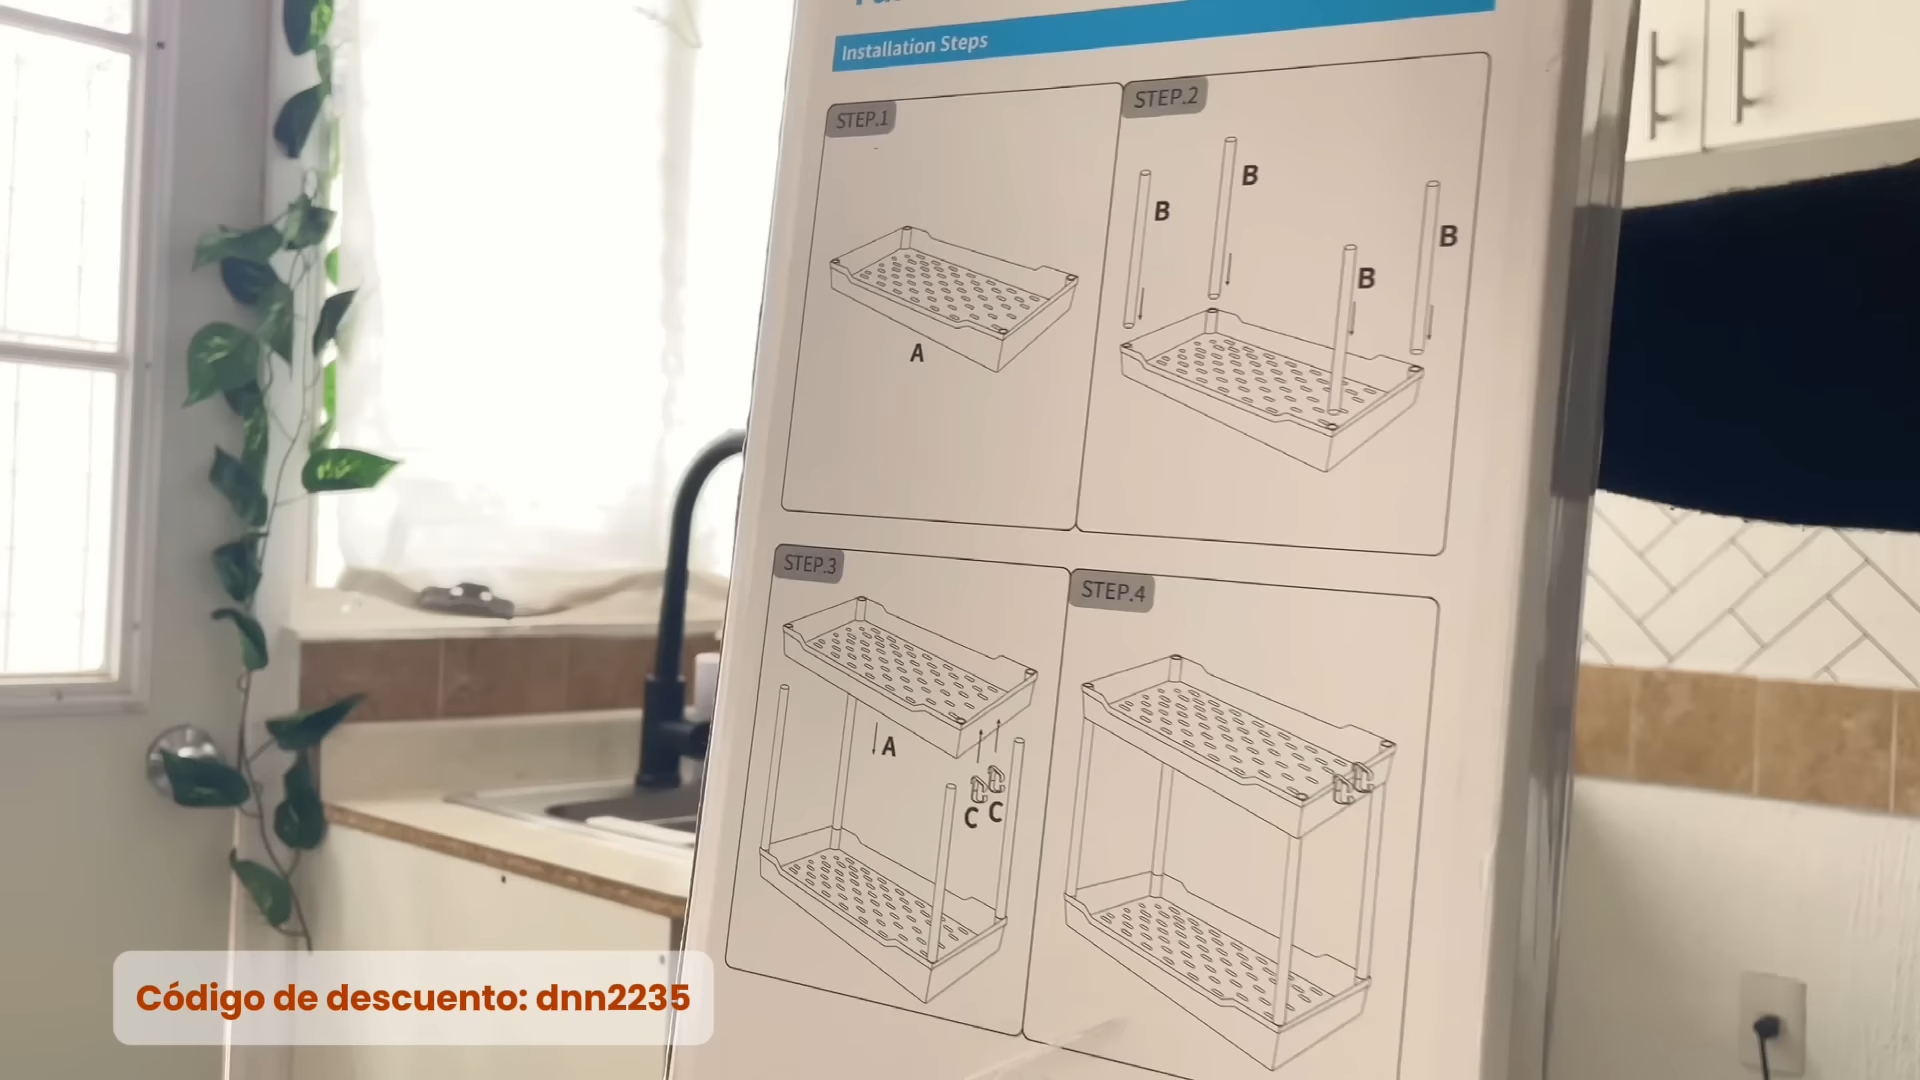 Installation Steps
STEP.1
A
STEP.2
B
B
B
B
STEP.3
A
C
C
STEP.4
Código de descuento: dnn2235